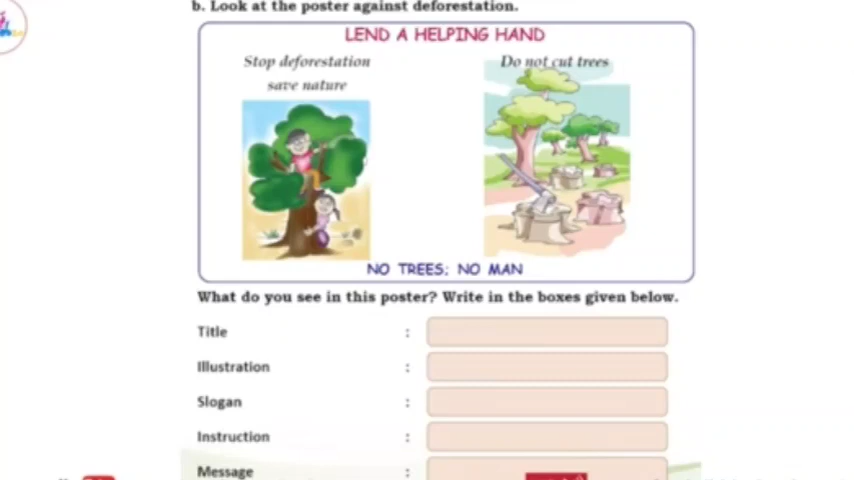 b. Look at the poster against deforestation.
LEND A HELPING HAND
Stop deforestation
save nature
Do not cut trees
NO TREES; NO MAN
What do you see in this poster? Write in the boxes given below.
Title :
Illustration :
Slogan :
Instruction :
Message :